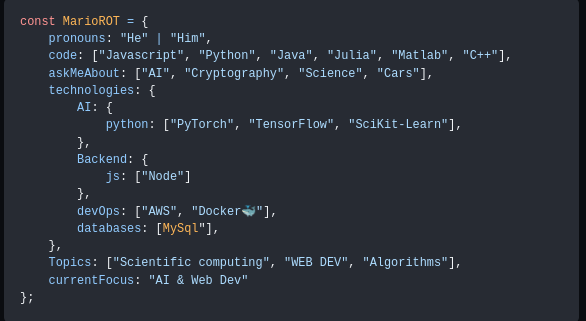 const MarioROT = {
    pronouns: "He" | "Him",
    code: ["Javascript", "Python", "Java", "Julia", "Matlab", "C++"],
    askMeAbout: ["AI", "Cryptography", "Science", "Cars"],
    technologies: {
        AI: {
            python: ["PyTorch", "TensorFlow", "SciKit-Learn"],
        },
        Backend: {
            js: ["Node"]
        },
        devOps: ["AWS", "Docker🐳"],
        databases: [MySql"],
    },
    Topics: ["Scientific computing", "WEB DEV", "Algorithms"],
    currentFocus: "AI & Web Dev"
};